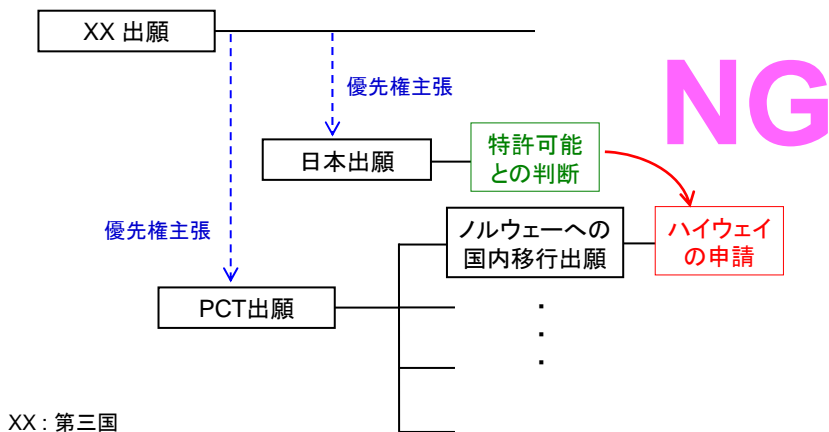 XX 出願
NG
優先権主張
日本出願
特許可能
との判断
優先権主張
ノルウェーへの
国内移行出願
ハイウェイ
の申請
PCT出願
・
・
・
XX : 第三国